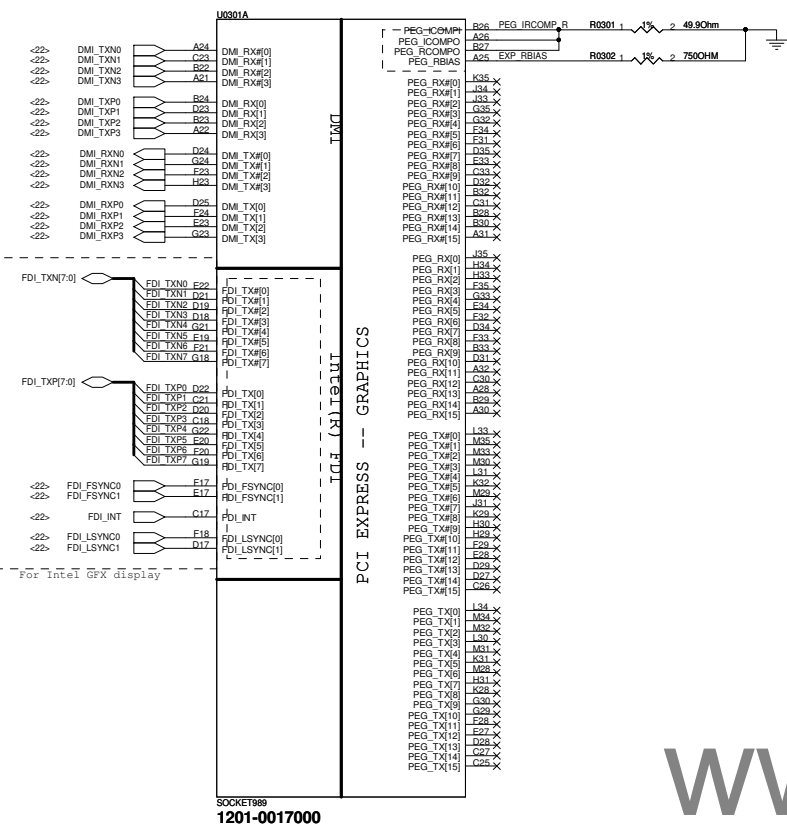 U0301A
PEG_ICOMPI B26 PEG_IRCOMP_R R0301 1 1% 2 49.9Ohm
PEG_ICOMPO A26
PEG_RCOMPO B27
PEG_RBIAS A25 EXP_RBIAS R0302 1 1% 2 750OHM
<22> DMI_TXN0 A24 DMI_RX#[0]
<22> DMI_TXN1 C23 DMI_RX#[1]
<22> DMI_TXN2 B22 DMI_RX#[2]
<22> DMI_TXN3 A21 DMI_RX#[3]
<22> DMI_TXP0 B24 DMI_RX[0]
<22> DMI_TXP1 D23 DMI_RX[1]
<22> DMI_TXP2 B23 DMI_RX[2]
<22> DMI_TXP3 A22 DMI_RX[3]
<22> DMI_RXN0 D24 DMI_TX#[0]
<22> DMI_RXN1 G24 DMI_TX#[1]
<22> DMI_RXN2 F23 DMI_TX#[2]
<22> DMI_RXN3 H23 DMI_TX#[3]
<22> DMI_RXP0 D25 DMI_TX[0]
<22> DMI_RXP1 F24 DMI_TX[1]
<22> DMI_RXP2 E23 DMI_TX[2]
<22> DMI_RXP3 G23 DMI_TX[3]
DMI
FDI_TXN[7:0]
FDI_TXN0 E22 FDI_TX#[0]
FDI_TXN1 D21 FDI_TX#[1]
FDI_TXN2 D19 FDI_TX#[2]
FDI_TXN3 D18 FDI_TX#[3]
FDI_TXN4 G21 FDI_TX#[4]
FDI_TXN5 E19 FDI_TX#[5]
FDI_TXN6 F21 FDI_TX#[6]
FDI_TXN7 G18 FDI_TX#[7]
FDI_TXP[7:0]
FDI_TXP0 D22 FDI_TX[0]
FDI_TXP1 C21 FDI_TX[1]
FDI_TXP2 D20 FDI_TX[2]
FDI_TXP3 C18 FDI_TX[3]
FDI_TXP4 G22 FDI_TX[4]
FDI_TXP5 E20 FDI_TX[5]
FDI_TXP6 F20 FDI_TX[6]
FDI_TXP7 G19 FDI_TX[7]
<22> FDI_FSYNC0 F17 FDI_FSYNC[0]
<22> FDI_FSYNC1 E17 FDI_FSYNC[1]
<22> FDI_INT C17 FDI_INT
<22> FDI_LSYNC0 F18 FDI_LSYNC[0]
<22> FDI_LSYNC1 D17 FDI_LSYNC[1]
Intel(R) FDI
For Intel GFX display
PCI EXPRESS -- GRAPHICS
PEG_RX#[0] K35
PEG_RX#[1] J34
PEG_RX#[2] J33
PEG_RX#[3] G35
PEG_RX#[4] G32
PEG_RX#[5] F34
PEG_RX#[6] F31
PEG_RX#[7] D35
PEG_RX#[8] E33
PEG_RX#[9] C33
PEG_RX#[10] D32
PEG_RX#[11] B32
PEG_RX#[12] C31
PEG_RX#[13] B28
PEG_RX#[14] B30
PEG_RX#[15] A31
PEG_RX[0] J35
PEG_RX[1] H34
PEG_RX[2] H33
PEG_RX[3] F35
PEG_RX[4] G33
PEG_RX[5] E34
PEG_RX[6] F32
PEG_RX[7] D34
PEG_RX[8] F33
PEG_RX[9] B33
PEG_RX[10] D31
PEG_RX[11] A32
PEG_RX[12] C30
PEG_RX[13] A28
PEG_RX[14] B29
PEG_RX[15] A30
PEG_TX#[0] L33
PEG_TX#[1] M35
PEG_TX#[2] M33
PEG_TX#[3] M30
PEG_TX#[4] L31
PEG_TX#[5] K32
PEG_TX#[6] M29
PEG_TX#[7] J31
PEG_TX#[8] K29
PEG_TX#[9] H30
PEG_TX#[10] H29
PEG_TX#[11] F29
PEG_TX#[12] E28
PEG_TX#[13] D29
PEG_TX#[14] D27
PEG_TX#[15] C26
PEG_TX[0] L34
PEG_TX[1] M34
PEG_TX[2] M32
PEG_TX[3] L30
PEG_TX[4] M31
PEG_TX[5] K31
PEG_TX[6] M28
PEG_TX[7] H31
PEG_TX[8] K28
PEG_TX[9] G30
PEG_TX[10] G29
PEG_TX[11] F28
PEG_TX[12] E27
PEG_TX[13] D28
PEG_TX[14] C27
PEG_TX[15] C25
SOCKET989
1201-0017000